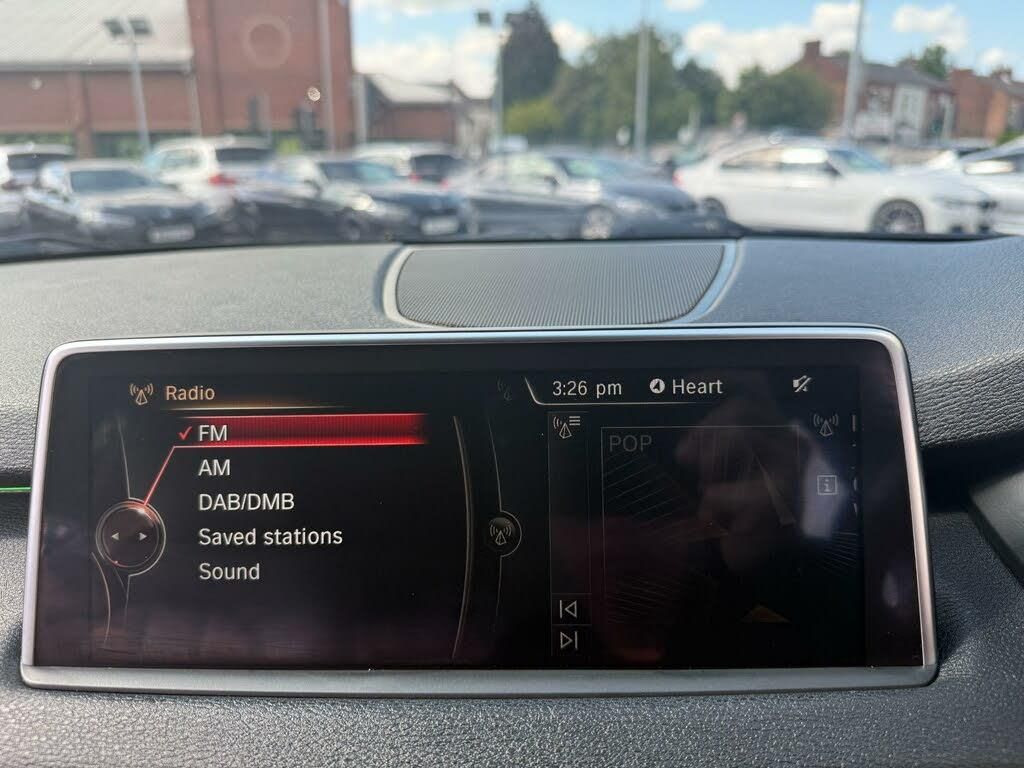 Radio
3:26 pm Heart
FM
AM
DAB/DMB
Saved stations
Sound
POP